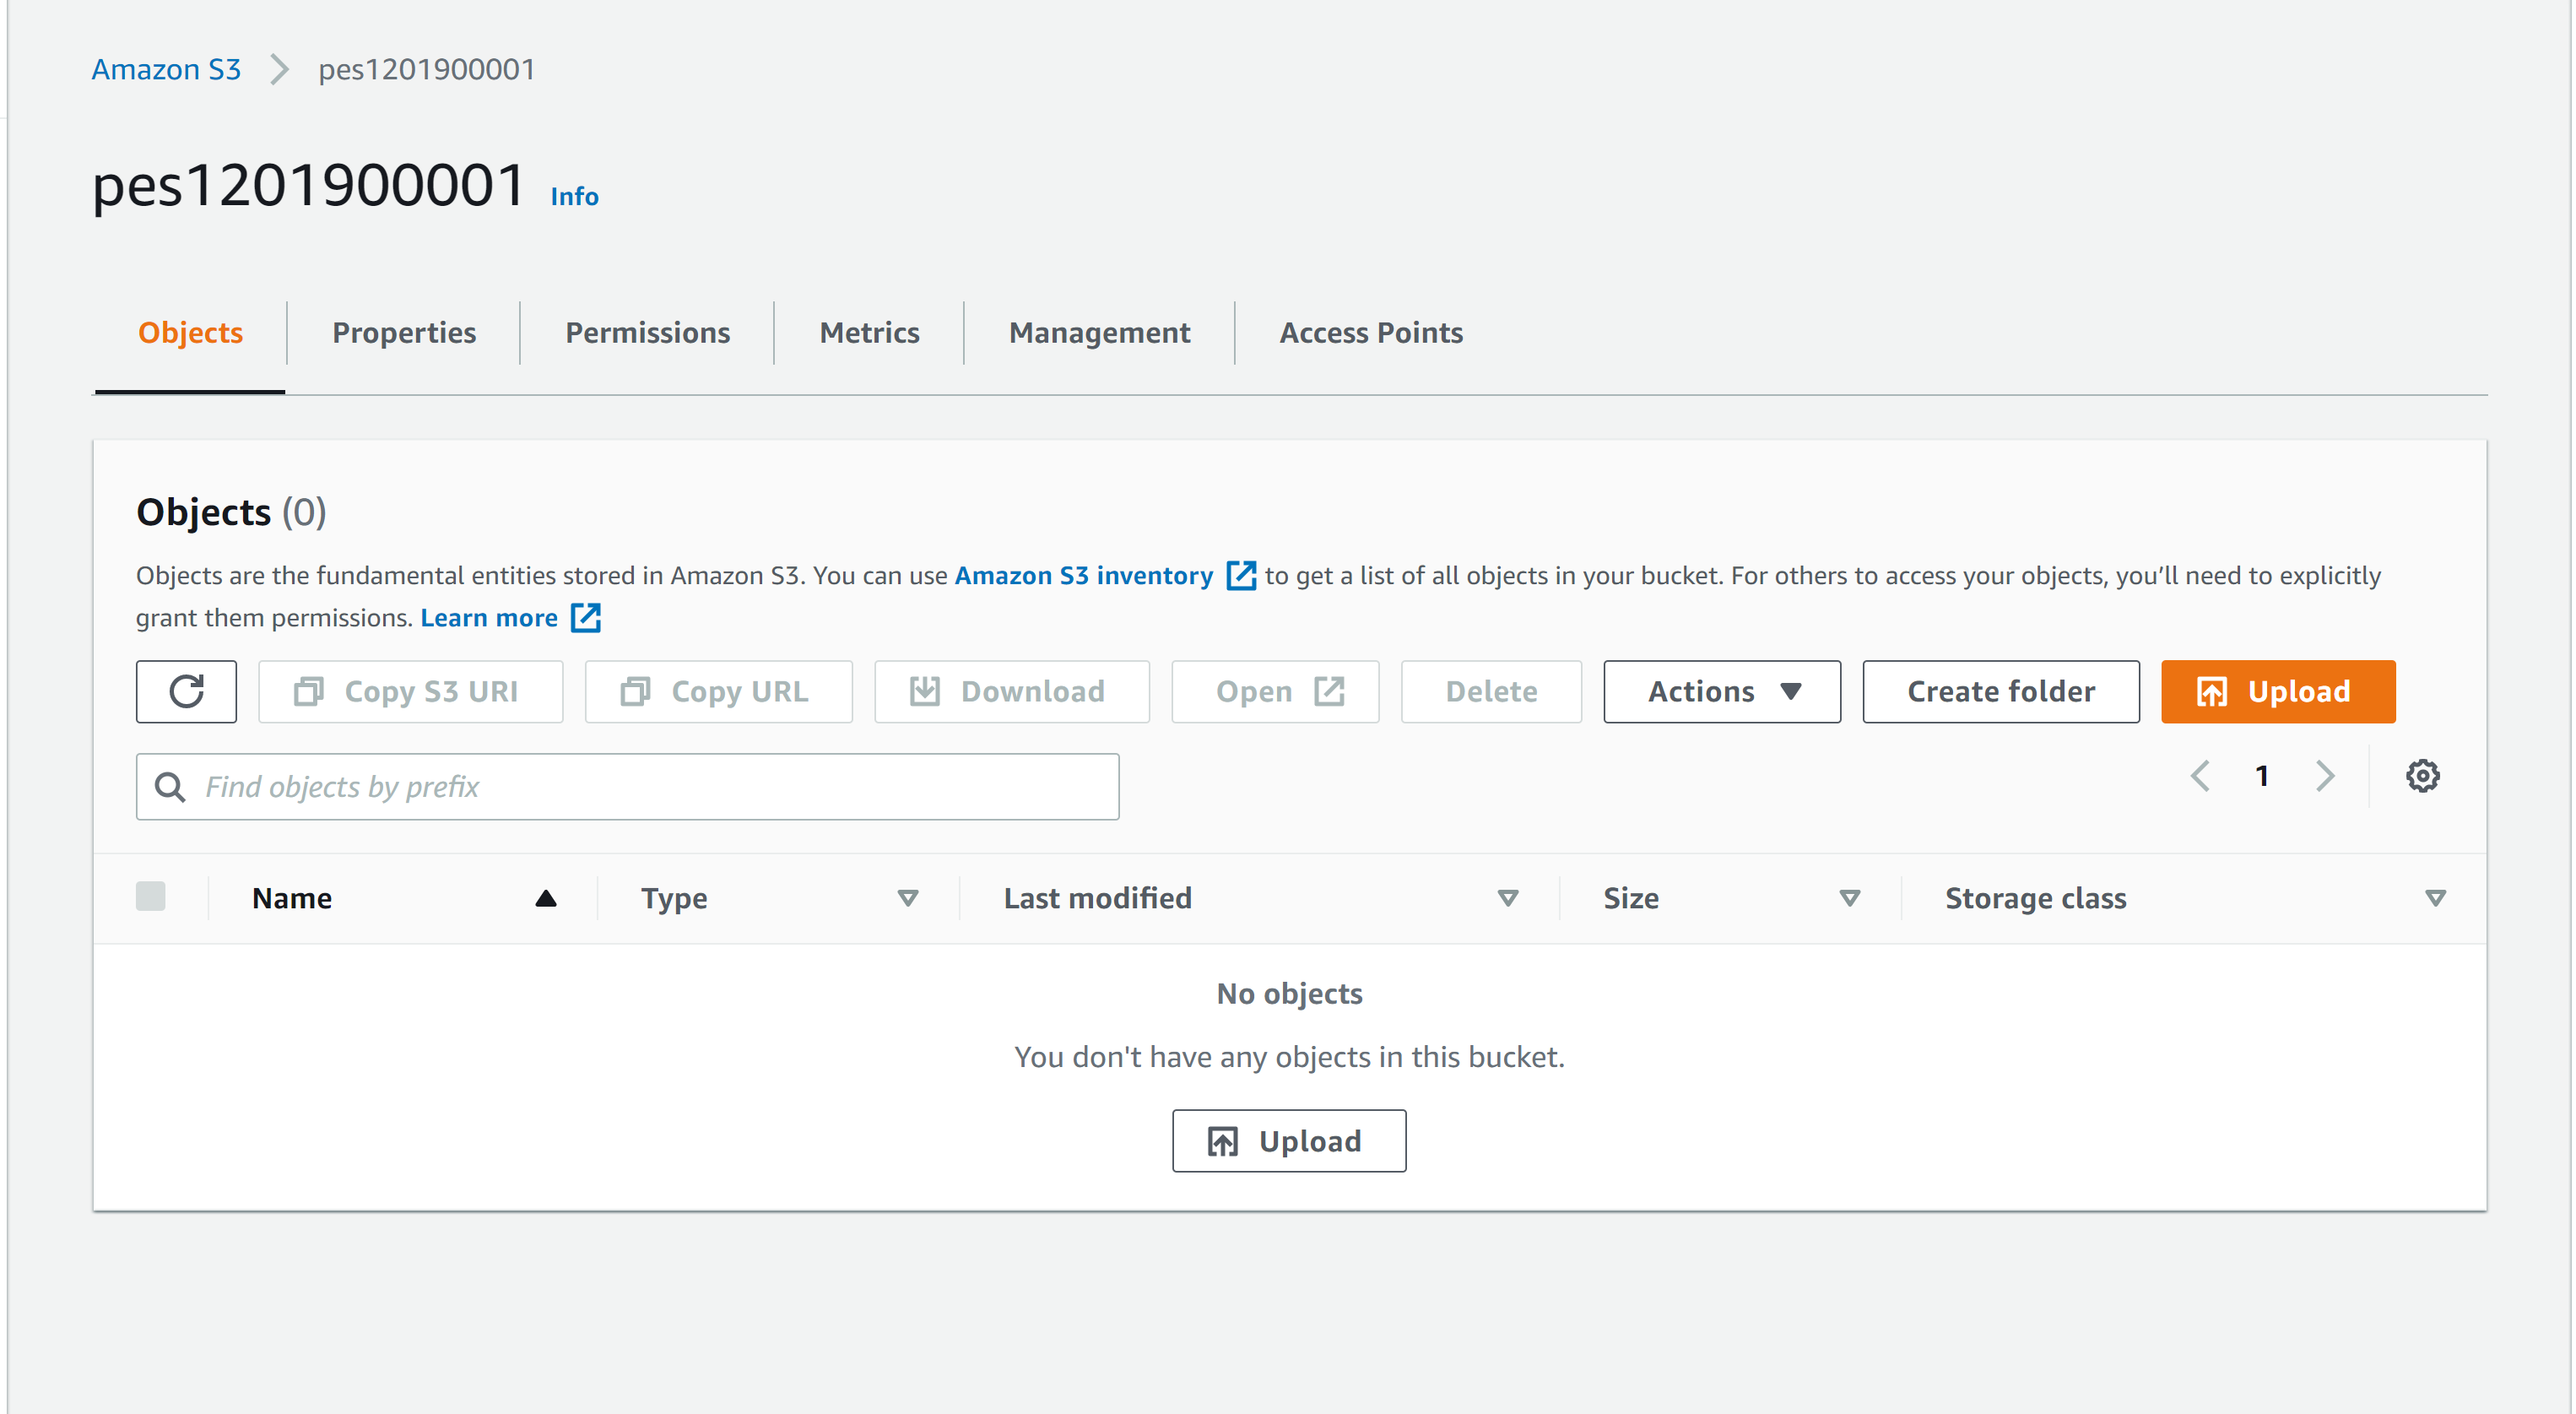 Amazon S3 pes1201900001
pes1201900001 Info
Objects Properties Permissions Metrics Management Access Points
Objects (0)
Objects are the fundamental entities stored in Amazon S3. You can use Amazon S3 inventory to get a list of all objects in your bucket. For others to access your objects, you’ll need to explicitly
grant them permissions. Learn more
Copy S3 URI Copy URL Download Open Delete Actions Create folder Upload
Find objects by prefix 1
Name Type Last modified Size Storage class
No objects
You don't have any objects in this bucket.
Upload